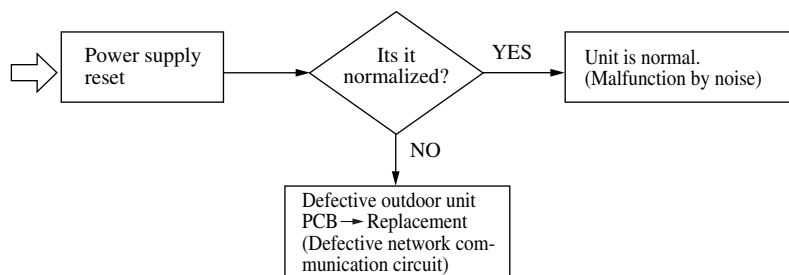 Power supply
reset
Its it
normalized?
YES
Unit is normal.
(Malfunction by noise)
NO
Defective outdoor unit
PCB → Replacement
(Defective network com-
munication circuit)